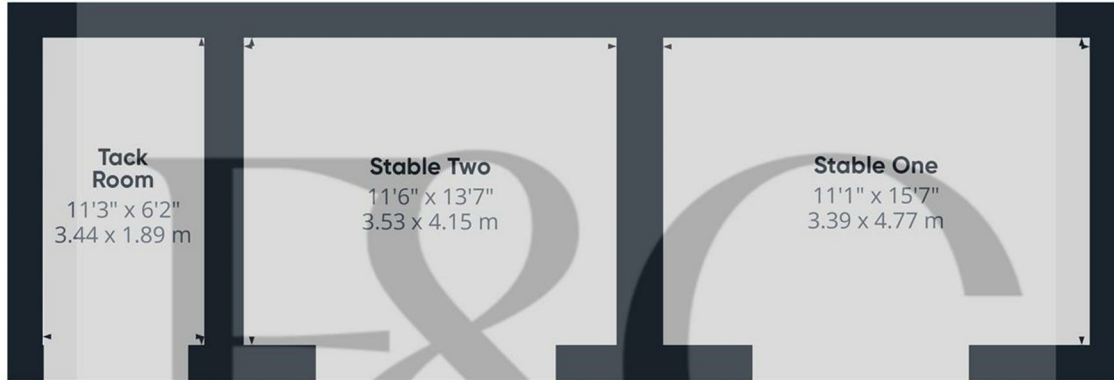 Tack
Room
11'3" x 6'2"
3.44 x 1.89 m
Stable Two
11'6" x 13'7"
3.53 x 4.15 m
Stable One
11'1" x 15'7"
3.39 x 4.77 m
F&C